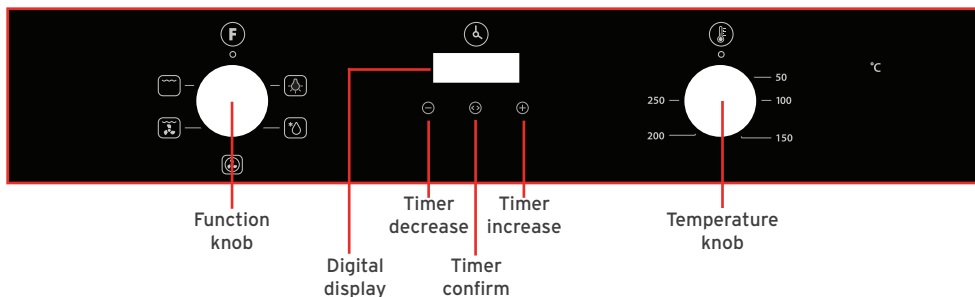 F
°C
50
100
150
200
250
Function
knob
Digital
display
Timer
decrease
Timer
confirm
Timer
increase
Temperature
knob